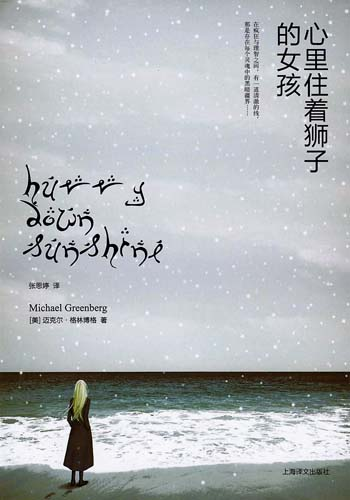 心里住着狮子
的女孩
在疯狂与理智之间，有一道清澈的线，
那是存在每个灵魂中的黑暗疆界……
hurry
down
sunshine
张思婷 译
Michael Greenberg
[美] 迈克尔·格林博格 著
上海译文出版社